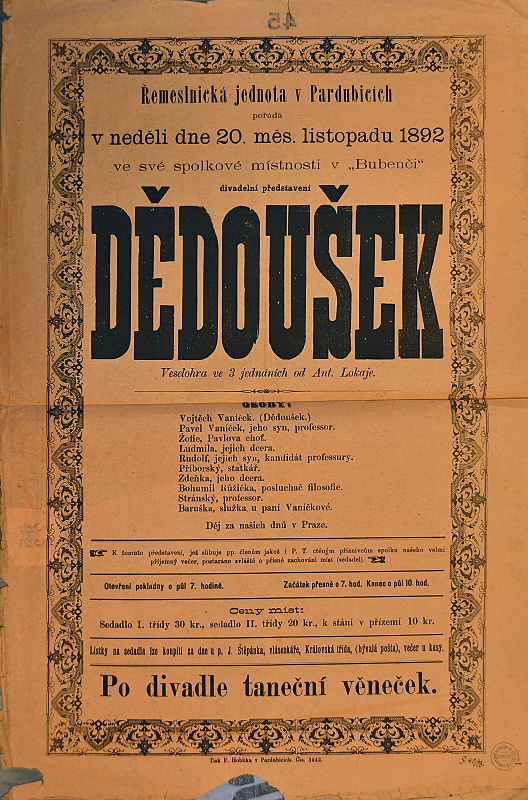 45
Řemeslnická jednota v Pardubicích
pořádá
v neděli dne 20. měs. listopadu 1892
ve své spolkové místnosti v „Bubenči“
divadelní představení
DĚDOUŠEK
Veselohra ve 3 jednáních od Ant. Lokaje.
OSOBY:
Vojtěch Vaníček. (Dědoušek.)
Pavel Vaníček, jeho syn, professor.
Žofie, Pavlova choť.
Ludmila, jejich dcera.
Rudolf, jejich syn, kandidát professury.
Příborský, statkář.
Zdeňka, jeho dcera.
Bohumil Růžička, posluchač filosofie.
Stránský, professor.
Baruška, služka u paní Vaníčkové.
Děj za našich dnů v Praze.
K tomuto představení, jež slibuje pp. členům jakož i P. T. ctěným příznivcům spolku našeho velmi
příjemný večer, postaráno zvláště o přísné zachování míst (sedadel).
Otevření pokladny o půl 7. hodině. Začátek přesně o 7. hod. Konec o půl 10. hod.
Ceny míst:
Sedadlo I. třídy 30 kr., sedadlo II. třídy 20 kr., k stání v přízemí 10 kr.
Lístky na sedadla lze koupiti za dne u p. J. Štěpánka, vlásenkáře, Královská třída, (bývalá pošta), večer u kasy.
Po divadle taneční věneček.
Tisk F. Hoblíka v Pardubicích. Čís. 3442.